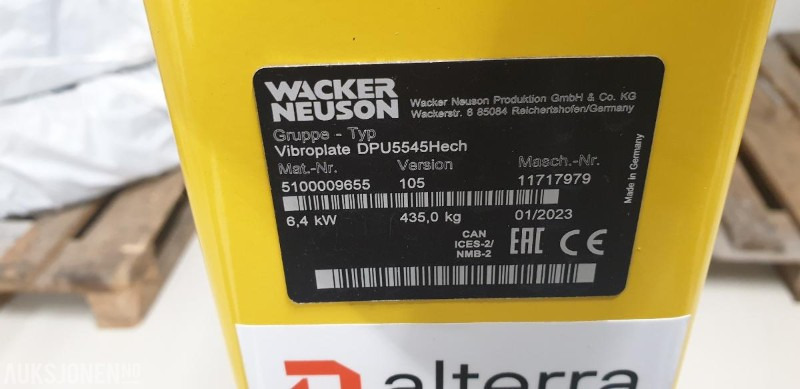 WACKER
NEUSON
Wacker Neuson Produktion GmbH & Co. KG
Wackerstr. 6 85084 Reichertshofen/Germany
Gruppe - Typ
Vibroplate DPU5545Hech
Mat.-Nr. Version Masch.-Nr.
5100009655 105 11717979
6,4 kW 435,0 kg 01/2023
CAN
ICES-2/
NMB-2
EAC CE
Made in Germany
alterra
AUKSJONEN.NO